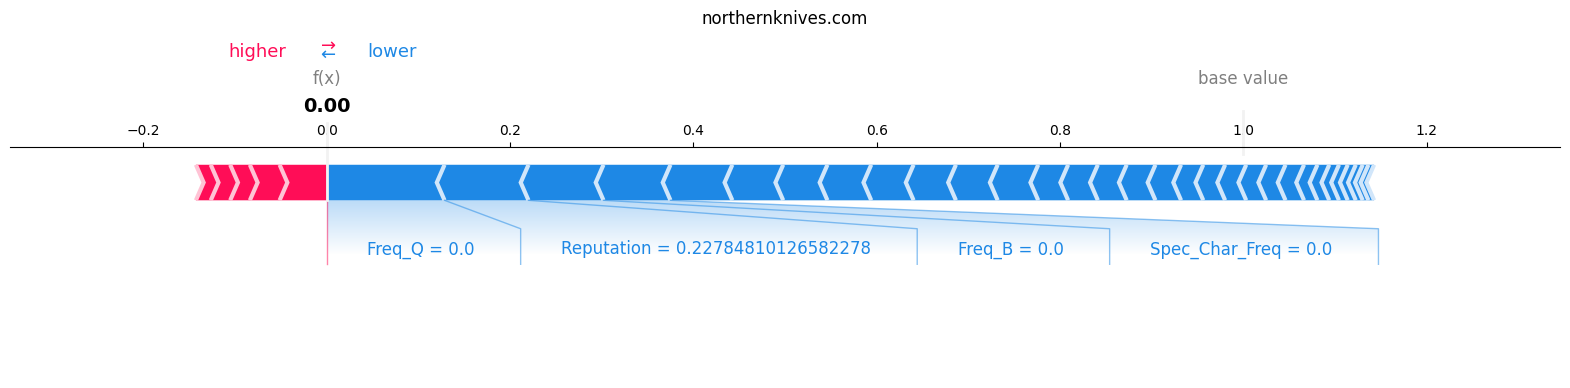 northernknives.com
higher → ← lower
f(x) base value
0.00
−0.2 0 0 0.2 0.4 0.6 0.8 1 0 1.2
Freq_Q = 0.0 Reputation = 0.22784810126582278 Freq_B = 0.0 Spec_Char_Freq = 0.0